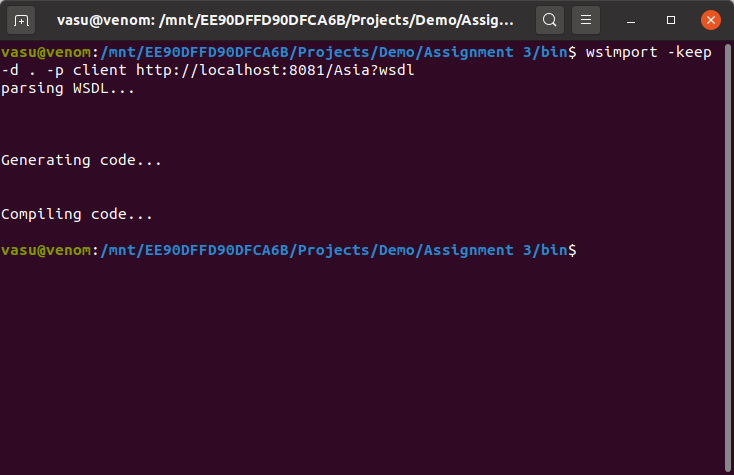 vasu@venom: /mnt/EE90DFFD90DFCA6B/Projects/Demo/Assig...
vasu@venom:/mnt/EE90DFFD90DFCA6B/Projects/Demo/Assignment 3/bin$ wsimport -keep
-d . -p client http://localhost:8081/Asia?wsdl
parsing WSDL...
Generating code...
Compiling code...
vasu@venom:/mnt/EE90DFFD90DFCA6B/Projects/Demo/Assignment 3/bin$